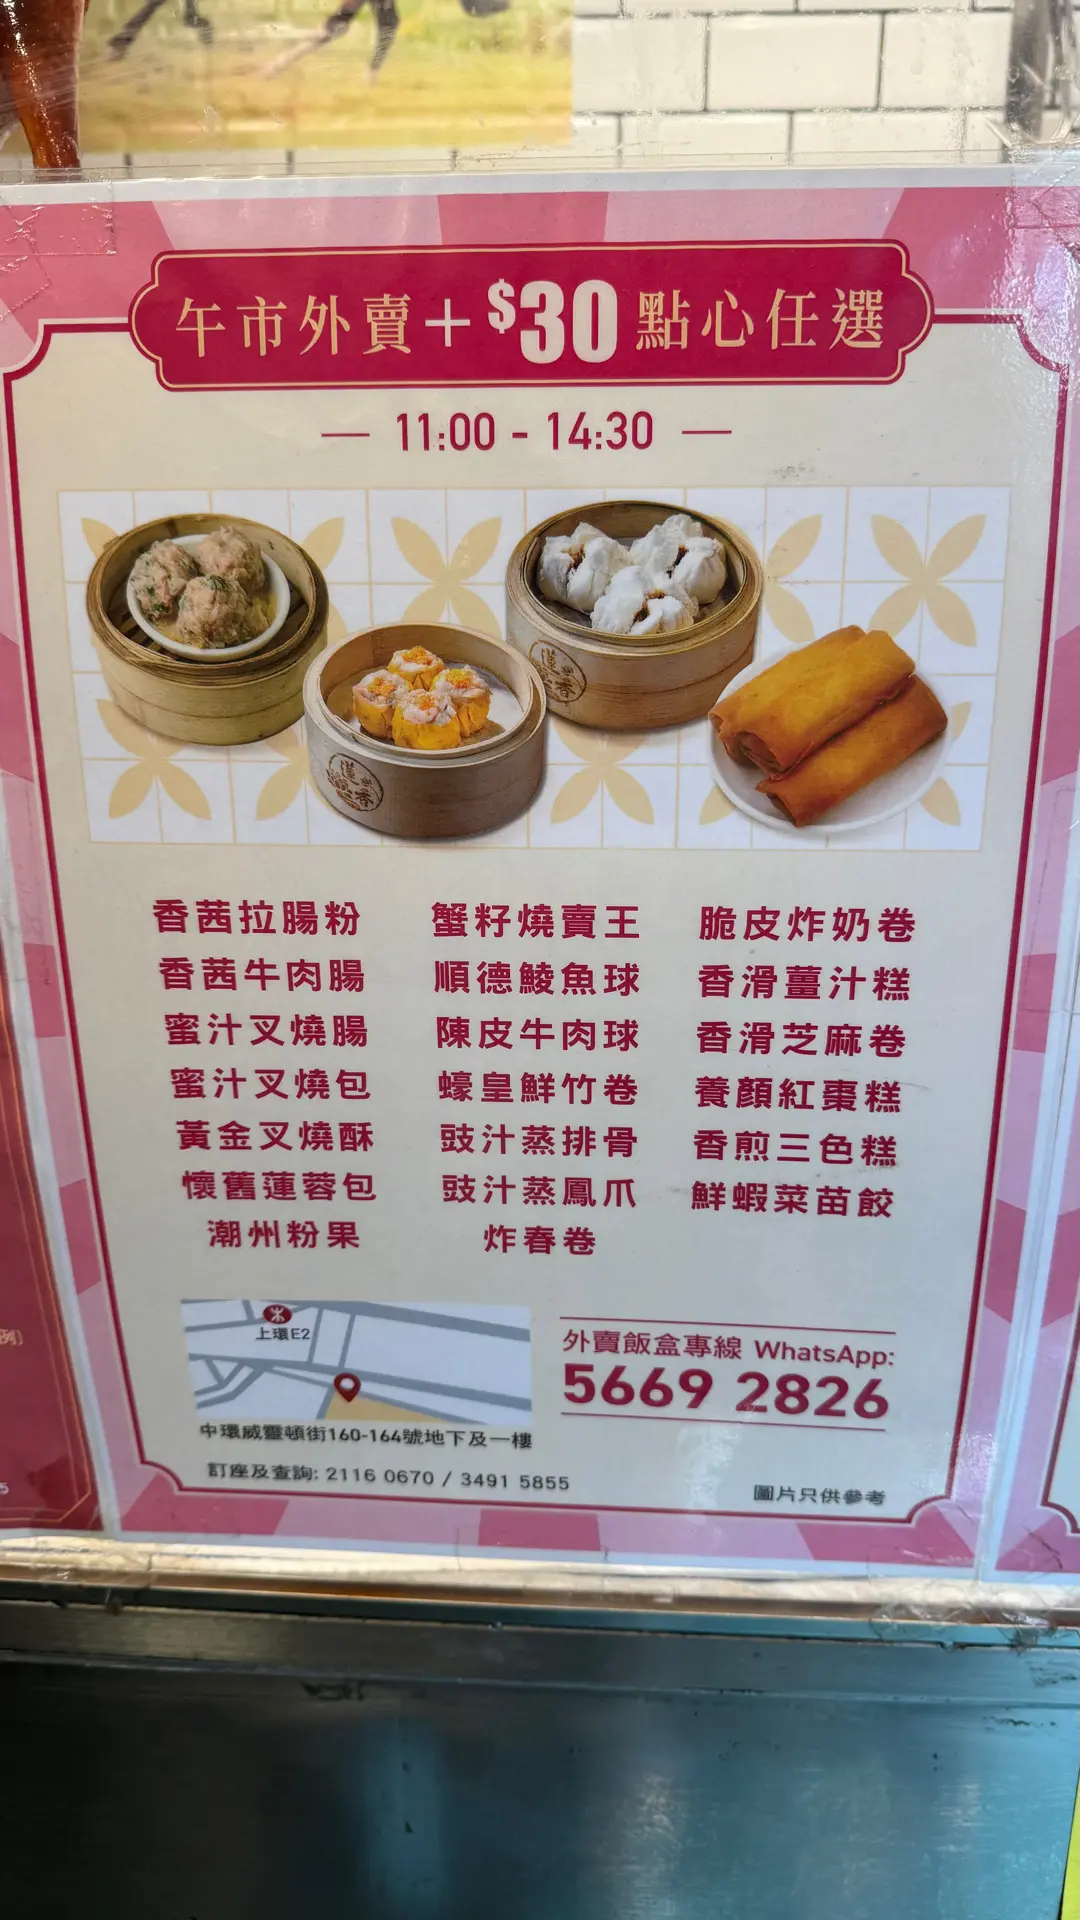 午市外賣+$30點心任選
11:00 - 14:30
香茜拉腸粉
香茜牛肉腸
蜜汁叉燒腸
蜜汁叉燒包
黃金叉燒酥
懷舊蓮蓉包
潮州粉果
蟹籽燒賣王
順德鯪魚球
陳皮牛肉球
蠔皇鮮竹卷
豉汁蒸排骨
豉汁蒸鳳爪
炸春卷
脆皮炸奶卷
香滑薑汁糕
香滑芝麻卷
養顏紅棗糕
香煎三色糕
鮮蝦菜苗餃
上環E2
中環威靈頓街160-164號地下及一樓
訂座及查詢: 2116 0670 / 3491 5855
外賣飯盒專線 WhatsApp:
5669 2826
圖片只供參考